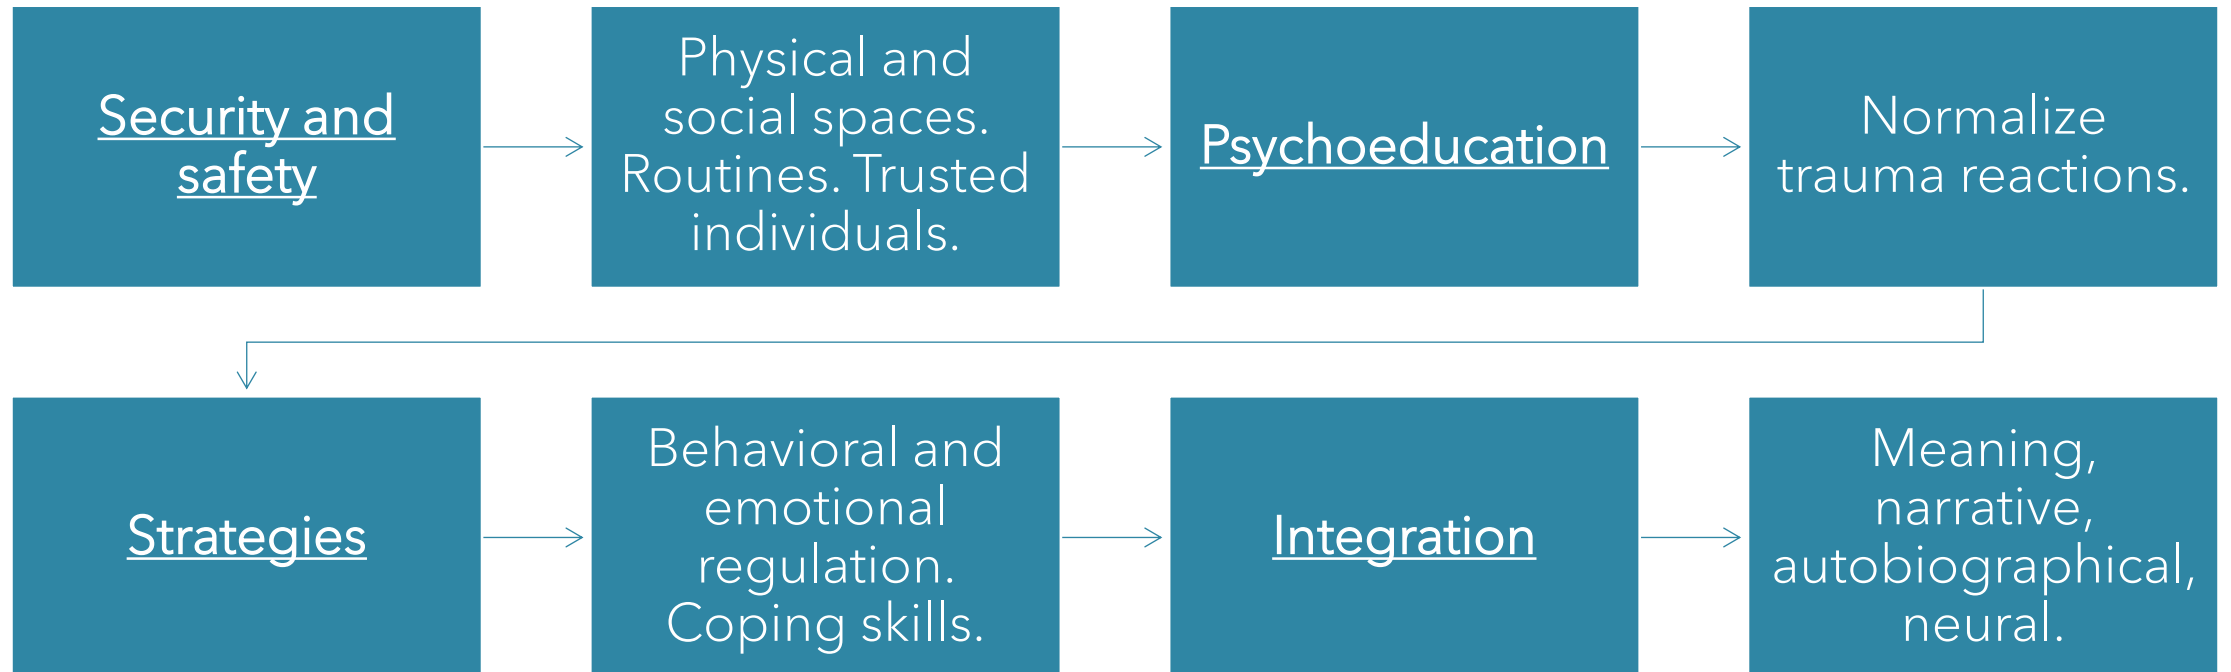 Security and
safety
Physical and
social spaces.
Routines. Trusted
individuals.
Psychoeducation
Normalize
trauma reactions.
Strategies
Behavioral and
emotional
regulation.
Coping skills.
Integration
Meaning,
narrative,
autobiographical,
neural.